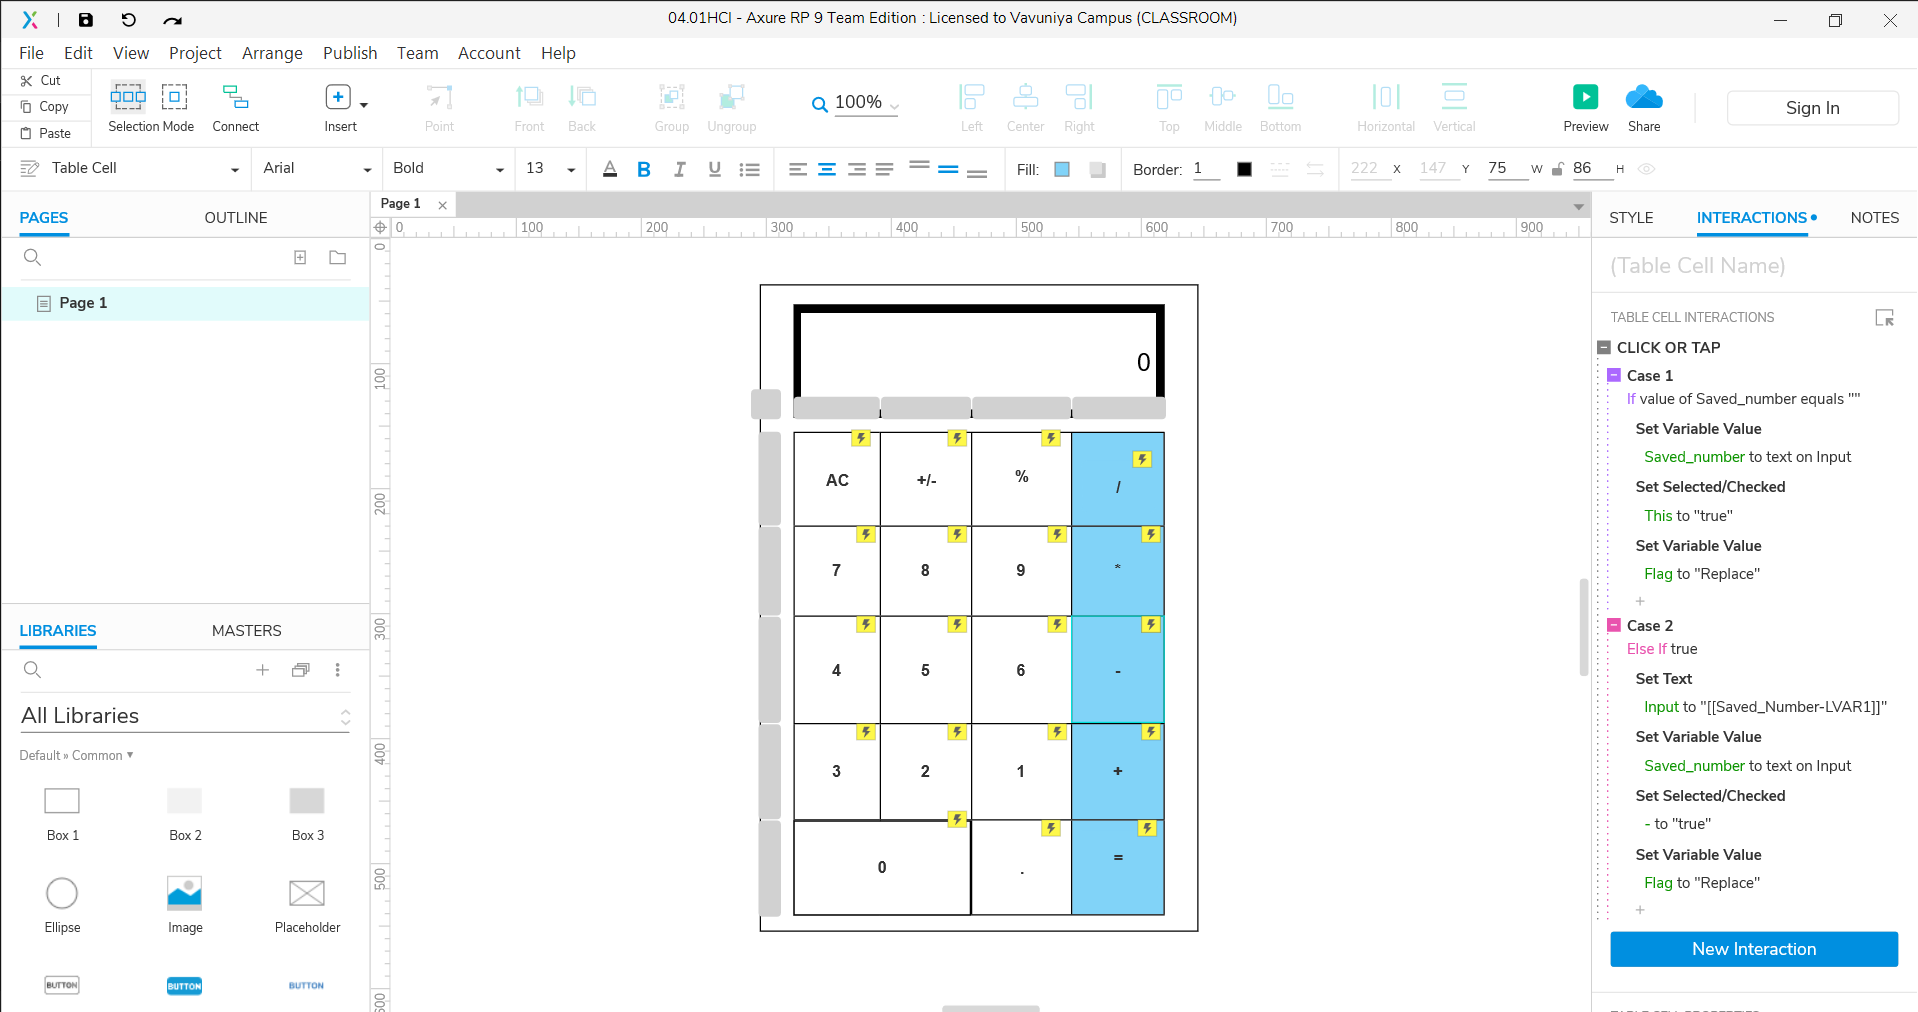 04.01HCI - Axure RP 9 Team Edition : Licensed to Vavuniya Campus (CLASSROOM)
File Edit View Project Arrange Publish Team Account Help
Cut
Copy
Paste
Selection Mode
Connect
Insert
Point
Front
Back
Group
Ungroup
100%
Left
Center
Right
Top
Middle
Bottom
Horizontal
Vertical
Preview
Share
Sign In
Table Cell
Arial
Bold
13
A B I U
Fill:
Border: 1
222 X 147 Y 75 W 86 H
PAGES OUTLINE
Page 1
Page 1
0 100 200 300 400 500 600 700 800 900
0
100
200
300
400
500
0
AC +/- % /
7 8 9 *
4 5 6 -
3 2 1 +
0 . =
LIBRARIES MASTERS
All Libraries
Default » Common
Box 1 Box 2 Box 3
Ellipse Image Placeholder
BUTTON BUTTON BUTTON
STYLE INTERACTIONS NOTES
(Table Cell Name)
TABLE CELL INTERACTIONS
CLICK OR TAP
Case 1
If value of Saved_number equals ""
Set Variable Value
Saved_number to text on Input
Set Selected/Checked
This to "true"
Set Variable Value
Flag to "Replace"
+
Case 2
Else If true
Set Text
Input to "[[Saved_Number-LVAR1]]"
Set Variable Value
Saved_number to text on Input
Set Selected/Checked
- to "true"
Set Variable Value
Flag to "Replace"
+
New Interaction